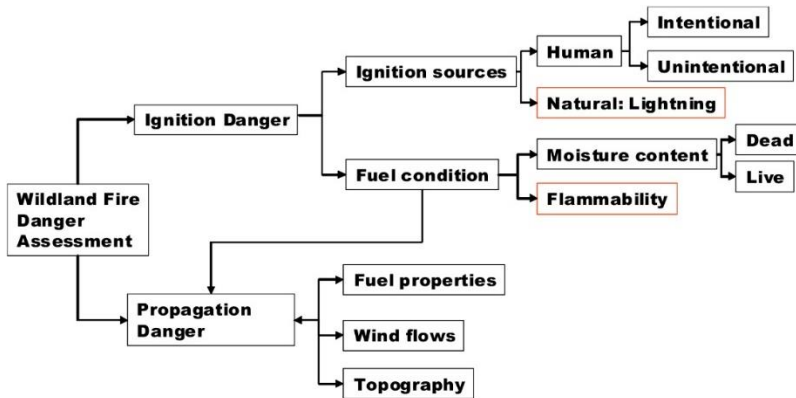 Intentional
Human
Unintentional
Ignition sources
Natural: Lightning
Ignition Danger
Dead
Moisture content
Live
Fuel condition
Flammability
Wildland Fire
Danger
Assessment
Fuel properties
Propagation
Danger
Wind flows
Topography